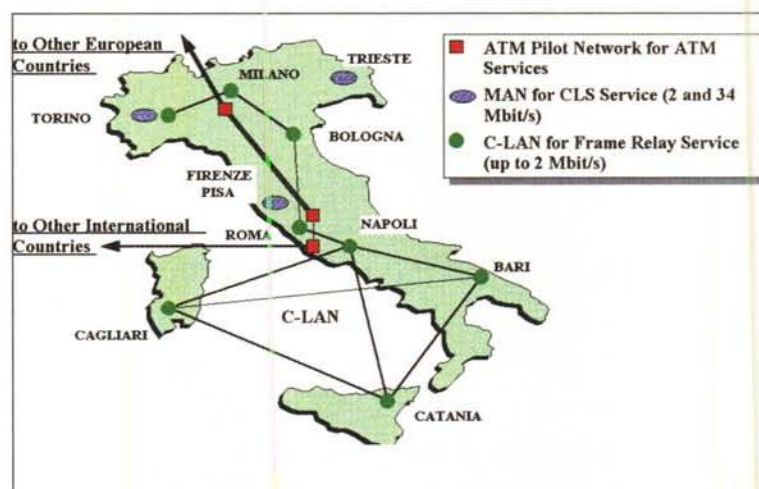 to Other European
Countries
MILANO
TRIESTE
TORINO
BOLOGNA
FIRENZE
PISA
to Other International
Countries
ROMA
NAPOLI
BARI
CAGLIARI
C-LAN
CATANIA
ATM Pilot Network for ATM
Services
MAN for CLS Service (2 and 34
Mbit/s)
C-LAN for Frame Relay Service
(up to 2 Mbit/s)